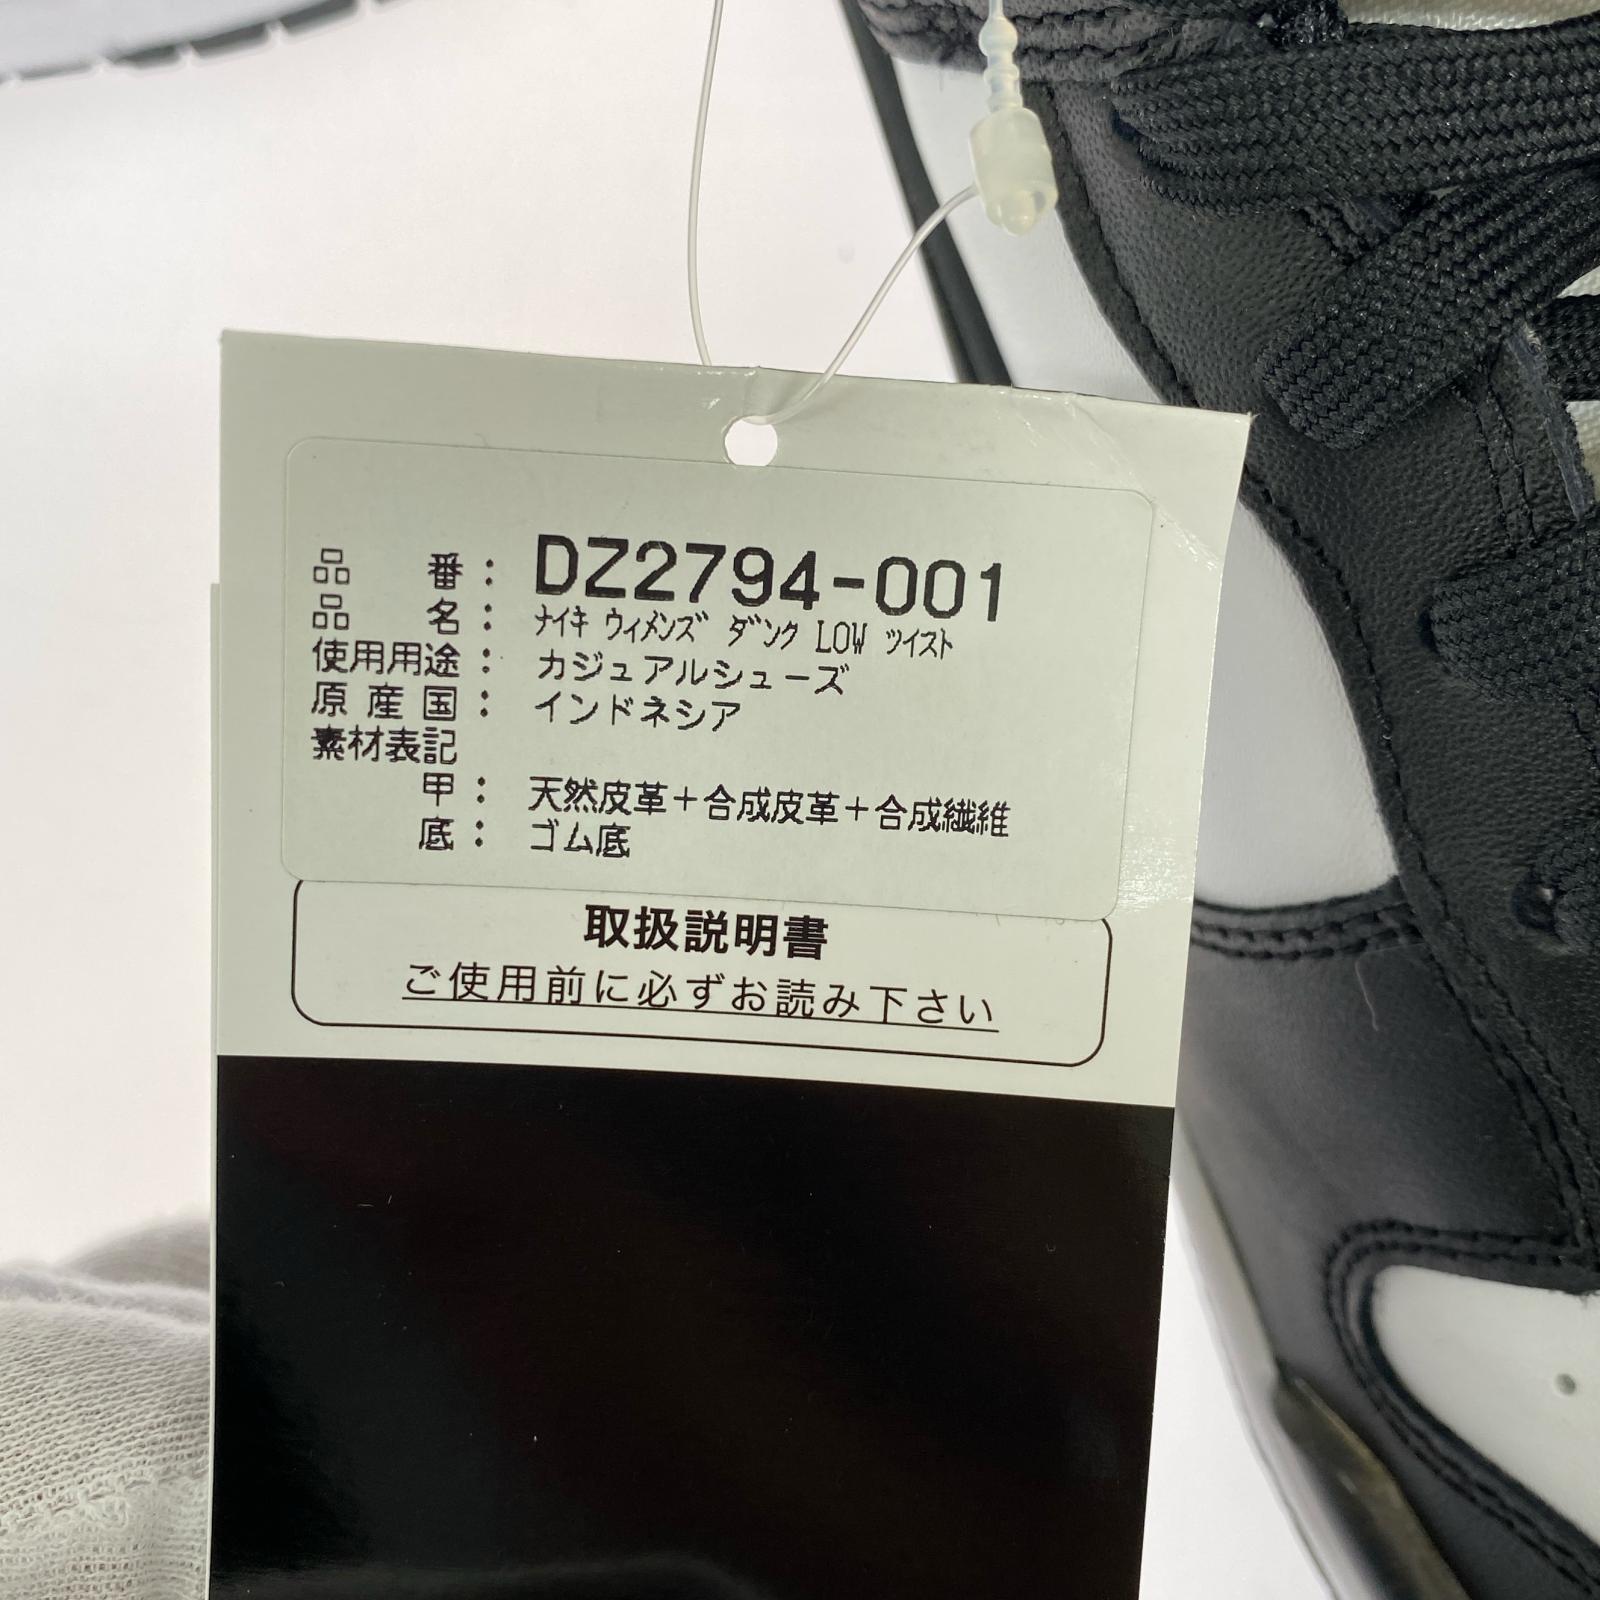 品番： DZ2794-001
品名： ﾅｲｷ ｳｨﾒﾝｽﾞ ﾀﾞﾝｸ LOW ﾂｲｽﾄ
使用用途： カジュアルシューズ
原産国： インドネシア
素材表記
甲： 天然皮革＋合成皮革＋合成繊維
底： ゴム底
取扱説明書
ご使用前に必ずお読み下さい